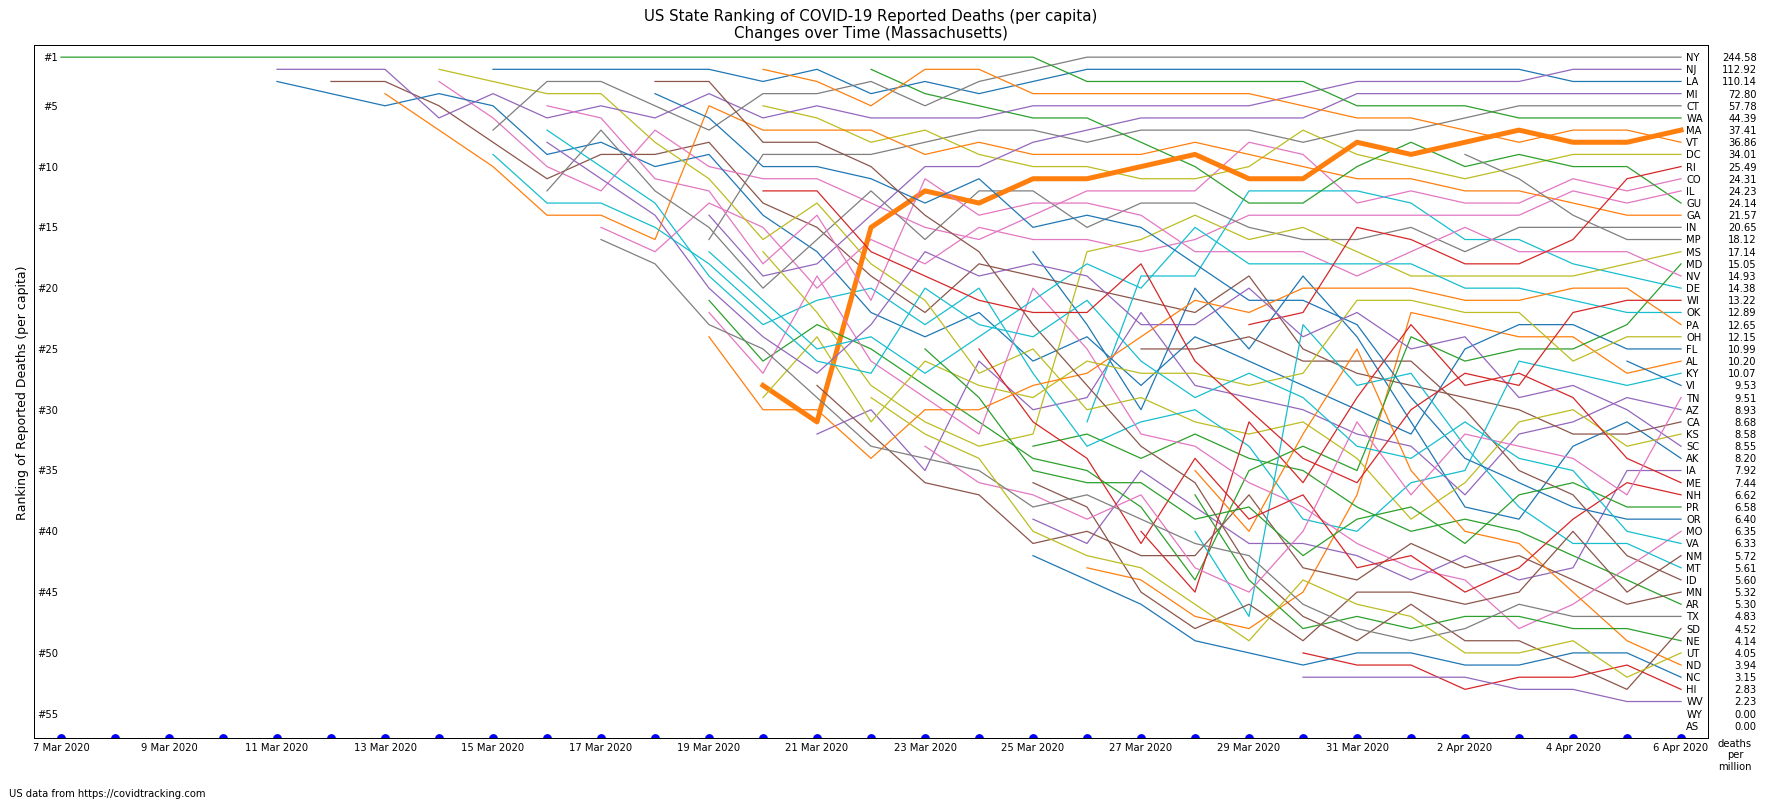 US State Ranking of COVID-19 Reported Deaths (per capita)
Changes over Time (Massachusetts)
Ranking of Reported Deaths (per capita)
#1
#5
#10
#15
#20
#25
#30
#35
#40
#45
#50
#55
NY 244.58
NJ 112.92
LA 110.14
MI 72.80
CT 57.78
WA 44.39
MA 37.41
VT 36.86
DC 34.01
RI 25.49
CO 24.31
IL 24.23
GU 24.14
GA 21.57
IN 20.65
MP 18.12
MS 17.14
MD 15.05
NV 14.93
DE 14.38
WI 13.22
OK 12.89
PA 12.65
OH 12.15
FL 10.99
AL 10.20
KY 10.07
VI 9.53
TN 9.51
AZ 8.93
CA 8.68
KS 8.58
SC 8.55
AK 8.20
IA 7.92
ME 7.44
NH 6.62
PR 6.58
OR 6.40
MO 6.35
VA 6.33
NM 5.72
MT 5.61
ID 5.60
MN 5.32
AR 5.30
TX 4.83
SD 4.52
NE 4.14
UT 4.05
ND 3.94
NC 3.15
HI 2.83
WV 2.23
WY 0.00
AS 0.00
7 Mar 2020 9 Mar 2020 11 Mar 2020 13 Mar 2020 15 Mar 2020 17 Mar 2020 19 Mar 2020 21 Mar 2020 23 Mar 2020 25 Mar 2020 27 Mar 2020 29 Mar 2020 31 Mar 2020 2 Apr 2020 4 Apr 2020 6 Apr 2020
deaths
per
million
US data from https://covidtracking.com